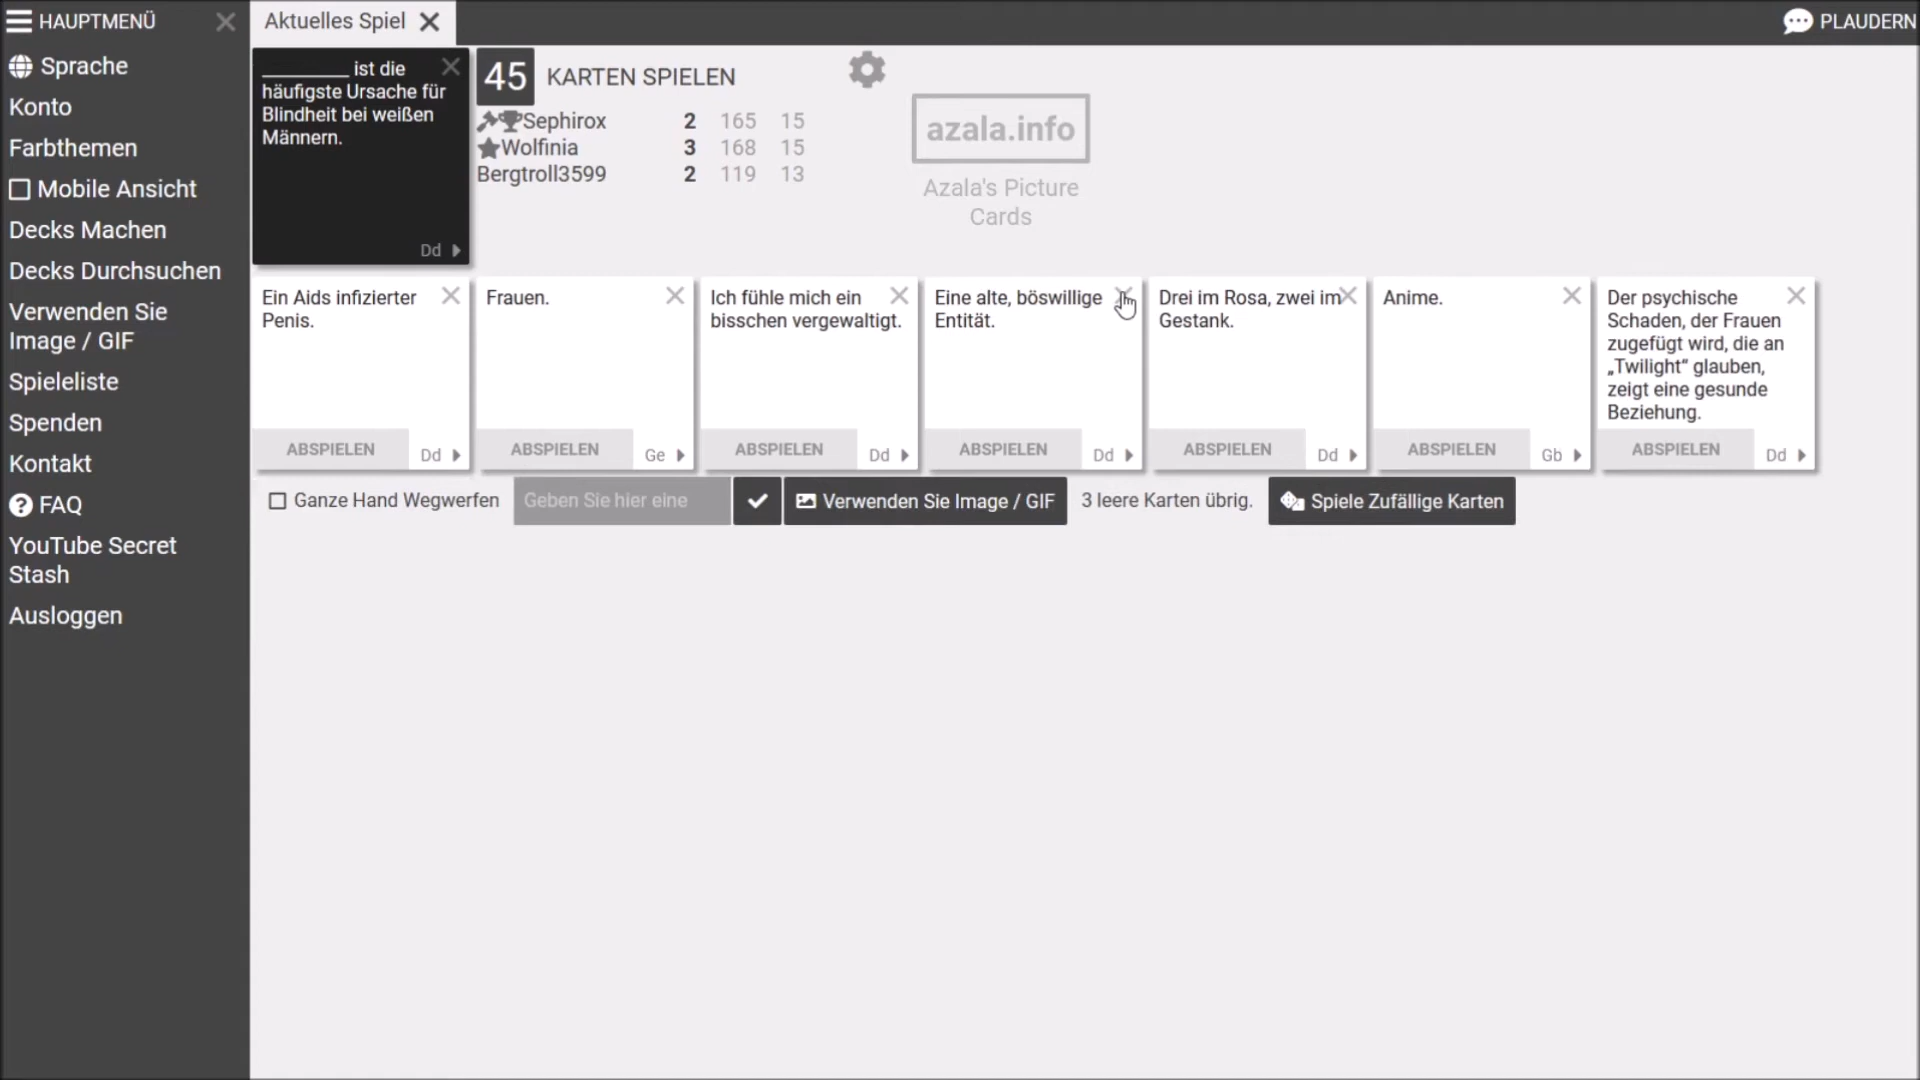 HAUPTMENÜ
Sprache
Konto
Farbthemen
Mobile Ansicht
Decks Machen
Decks Durchsuchen
Verwenden Sie
Image / GIF
Spieleliste
Spenden
Kontakt
FAQ
YouTube Secret
Stash
Ausloggen
Aktuelles Spiel
PLAUDERN
________ ist die
häufigste Ursache für
Blindheit bei weißen
Männern.
Dd
45 KARTEN SPIELEN
Sephirox 2 165 15
Wolfinia 3 168 15
Bergtroll3599 2 119 13
azala.info
Azala's Picture
Cards
Ein Aids infizierter
Penis.
ABSPIELEN Dd
Frauen.
ABSPIELEN Ge
Ich fühle mich ein
bisschen vergewaltigt.
ABSPIELEN Dd
Eine alte, böswillige
Entität.
ABSPIELEN Dd
Drei im Rosa, zwei im
Gestank.
ABSPIELEN Dd
Anime.
ABSPIELEN Gb
Der psychische
Schaden, der Frauen
zugefügt wird, die an
„Twilight“ glauben,
zeigt eine gesunde
Beziehung.
ABSPIELEN Dd
Ganze Hand Wegwerfen
Geben Sie hier eine
Verwenden Sie Image / GIF
3 leere Karten übrig.
Spiele Zufällige Karten